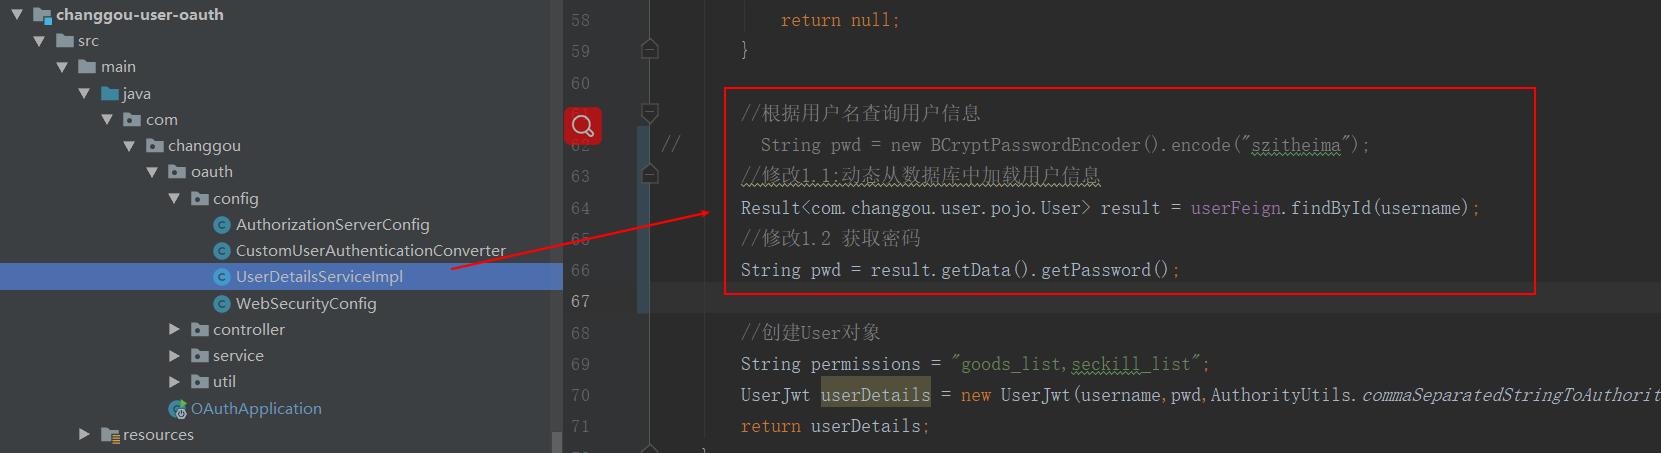 changgou-user-oauth
src
main
java
com
changgou
oauth
config
AuthorizationServerConfig
CustomUserAuthenticationConverter
UserDetailsServiceImpl
WebSecurityConfig
controller
service
util
OAuthApplication
resources
58 return null;
59 }
60
//根据用户名查询用户信息
// String pwd = new BCryptPasswordEncoder().encode("szitheima");
63 //修改1.1:动态从数据库中加载用户信息
64 Result<com.changgou.user.pojo.User> result = userFeign.findById(username);
65 //修改1.2 获取密码
66 String pwd = result.getData().getPassword();
67
68 //创建User对象
69 String permissions = "goods_list,seckill_list";
70 UserJwt userDetails = new UserJwt(username,pwd,AuthorityUtils.commaSeparatedStringToAuthorit
71 return userDetails;